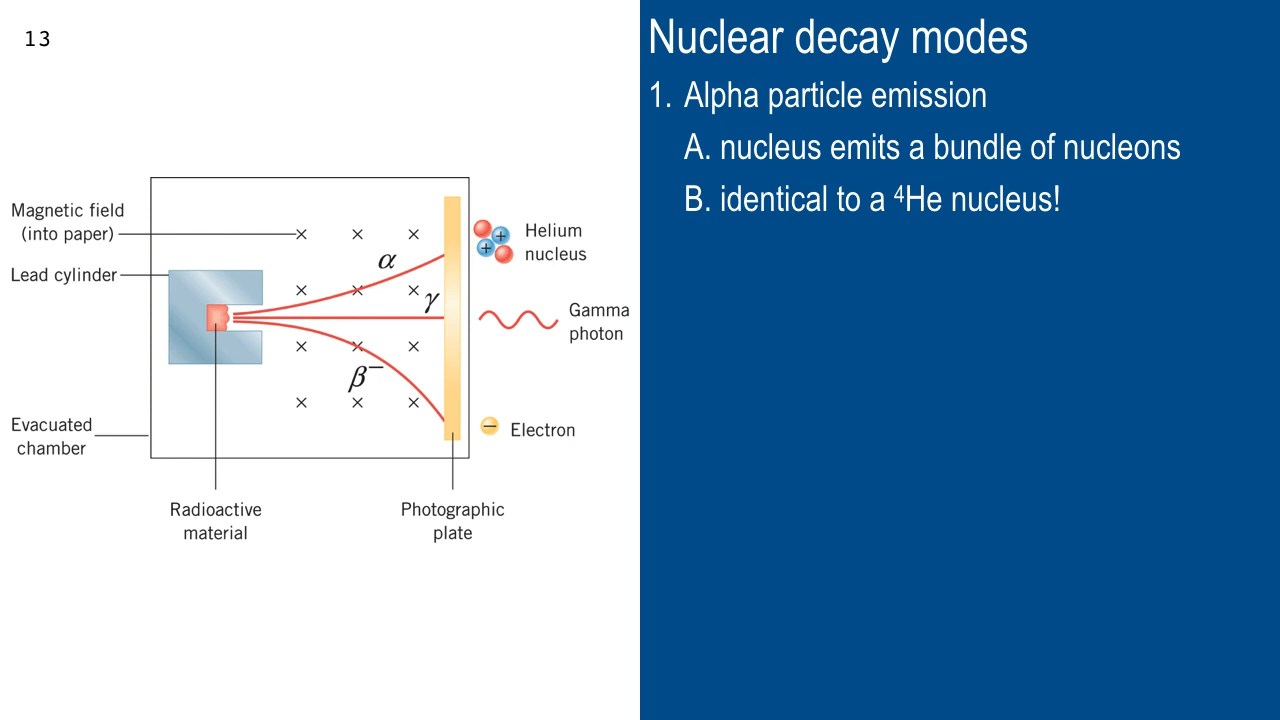 13
Nuclear decay modes
1. Alpha particle emission
A. nucleus emits a bundle of nucleons
B. identical to a ⁴He nucleus!
Magnetic field
(into paper)
Lead cylinder
Evacuated
chamber
Radioactive
material
Photographic
plate
α
γ
β⁻
Helium
nucleus
+
+
Gamma
photon
−
Electron